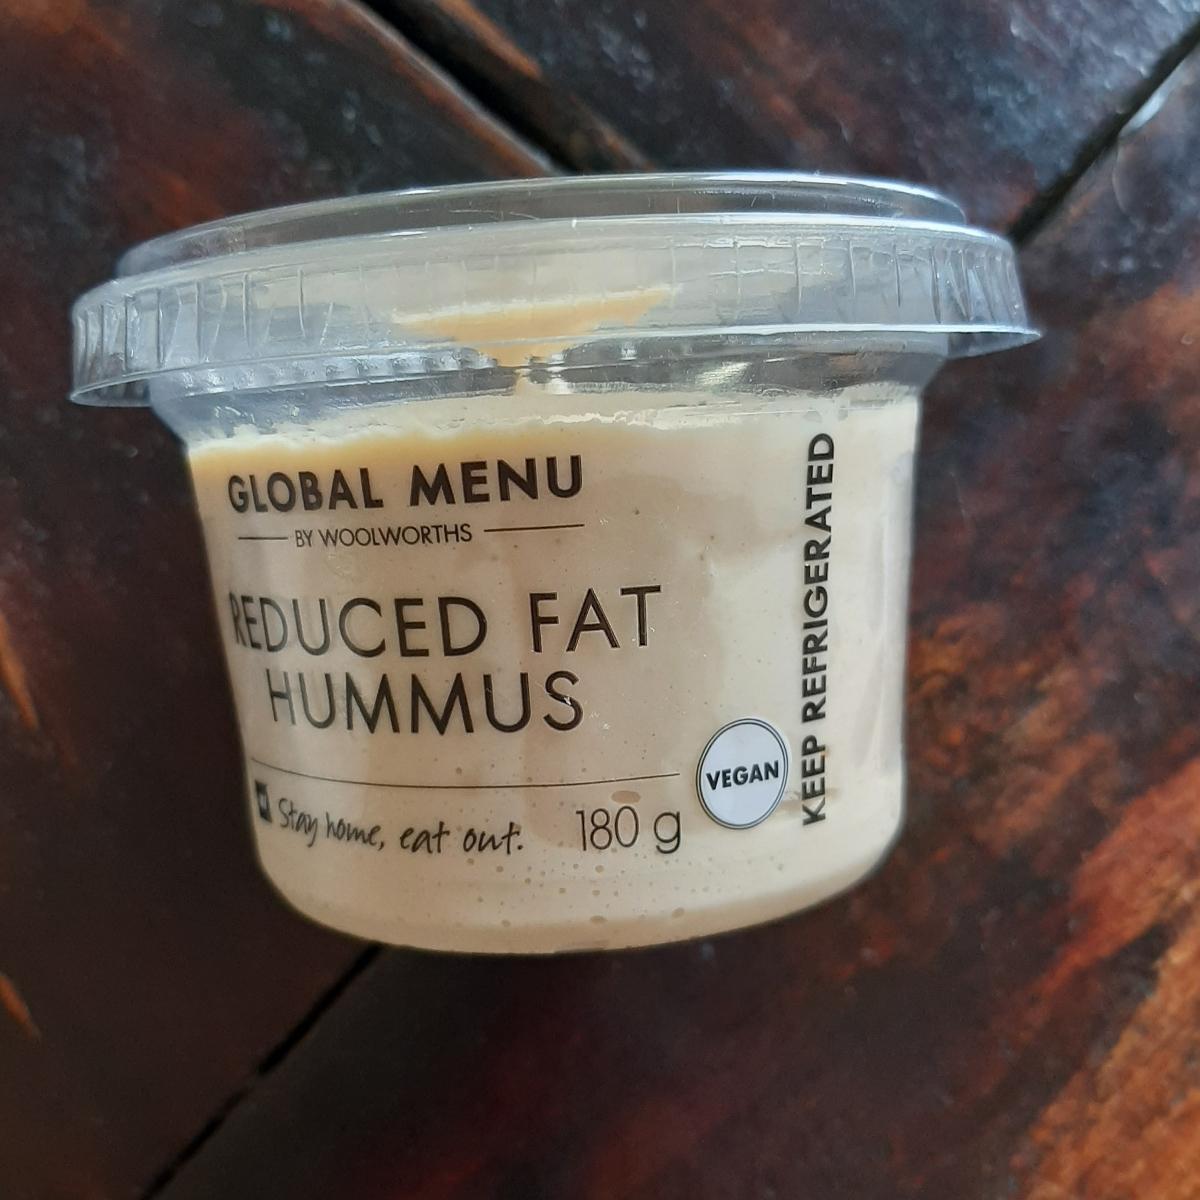 GLOBAL MENU
BY WOOLWORTHS
REDUCED FAT
HUMMUS
Stay home, eat out.
180 g
VEGAN
KEEP REFRIGERATED